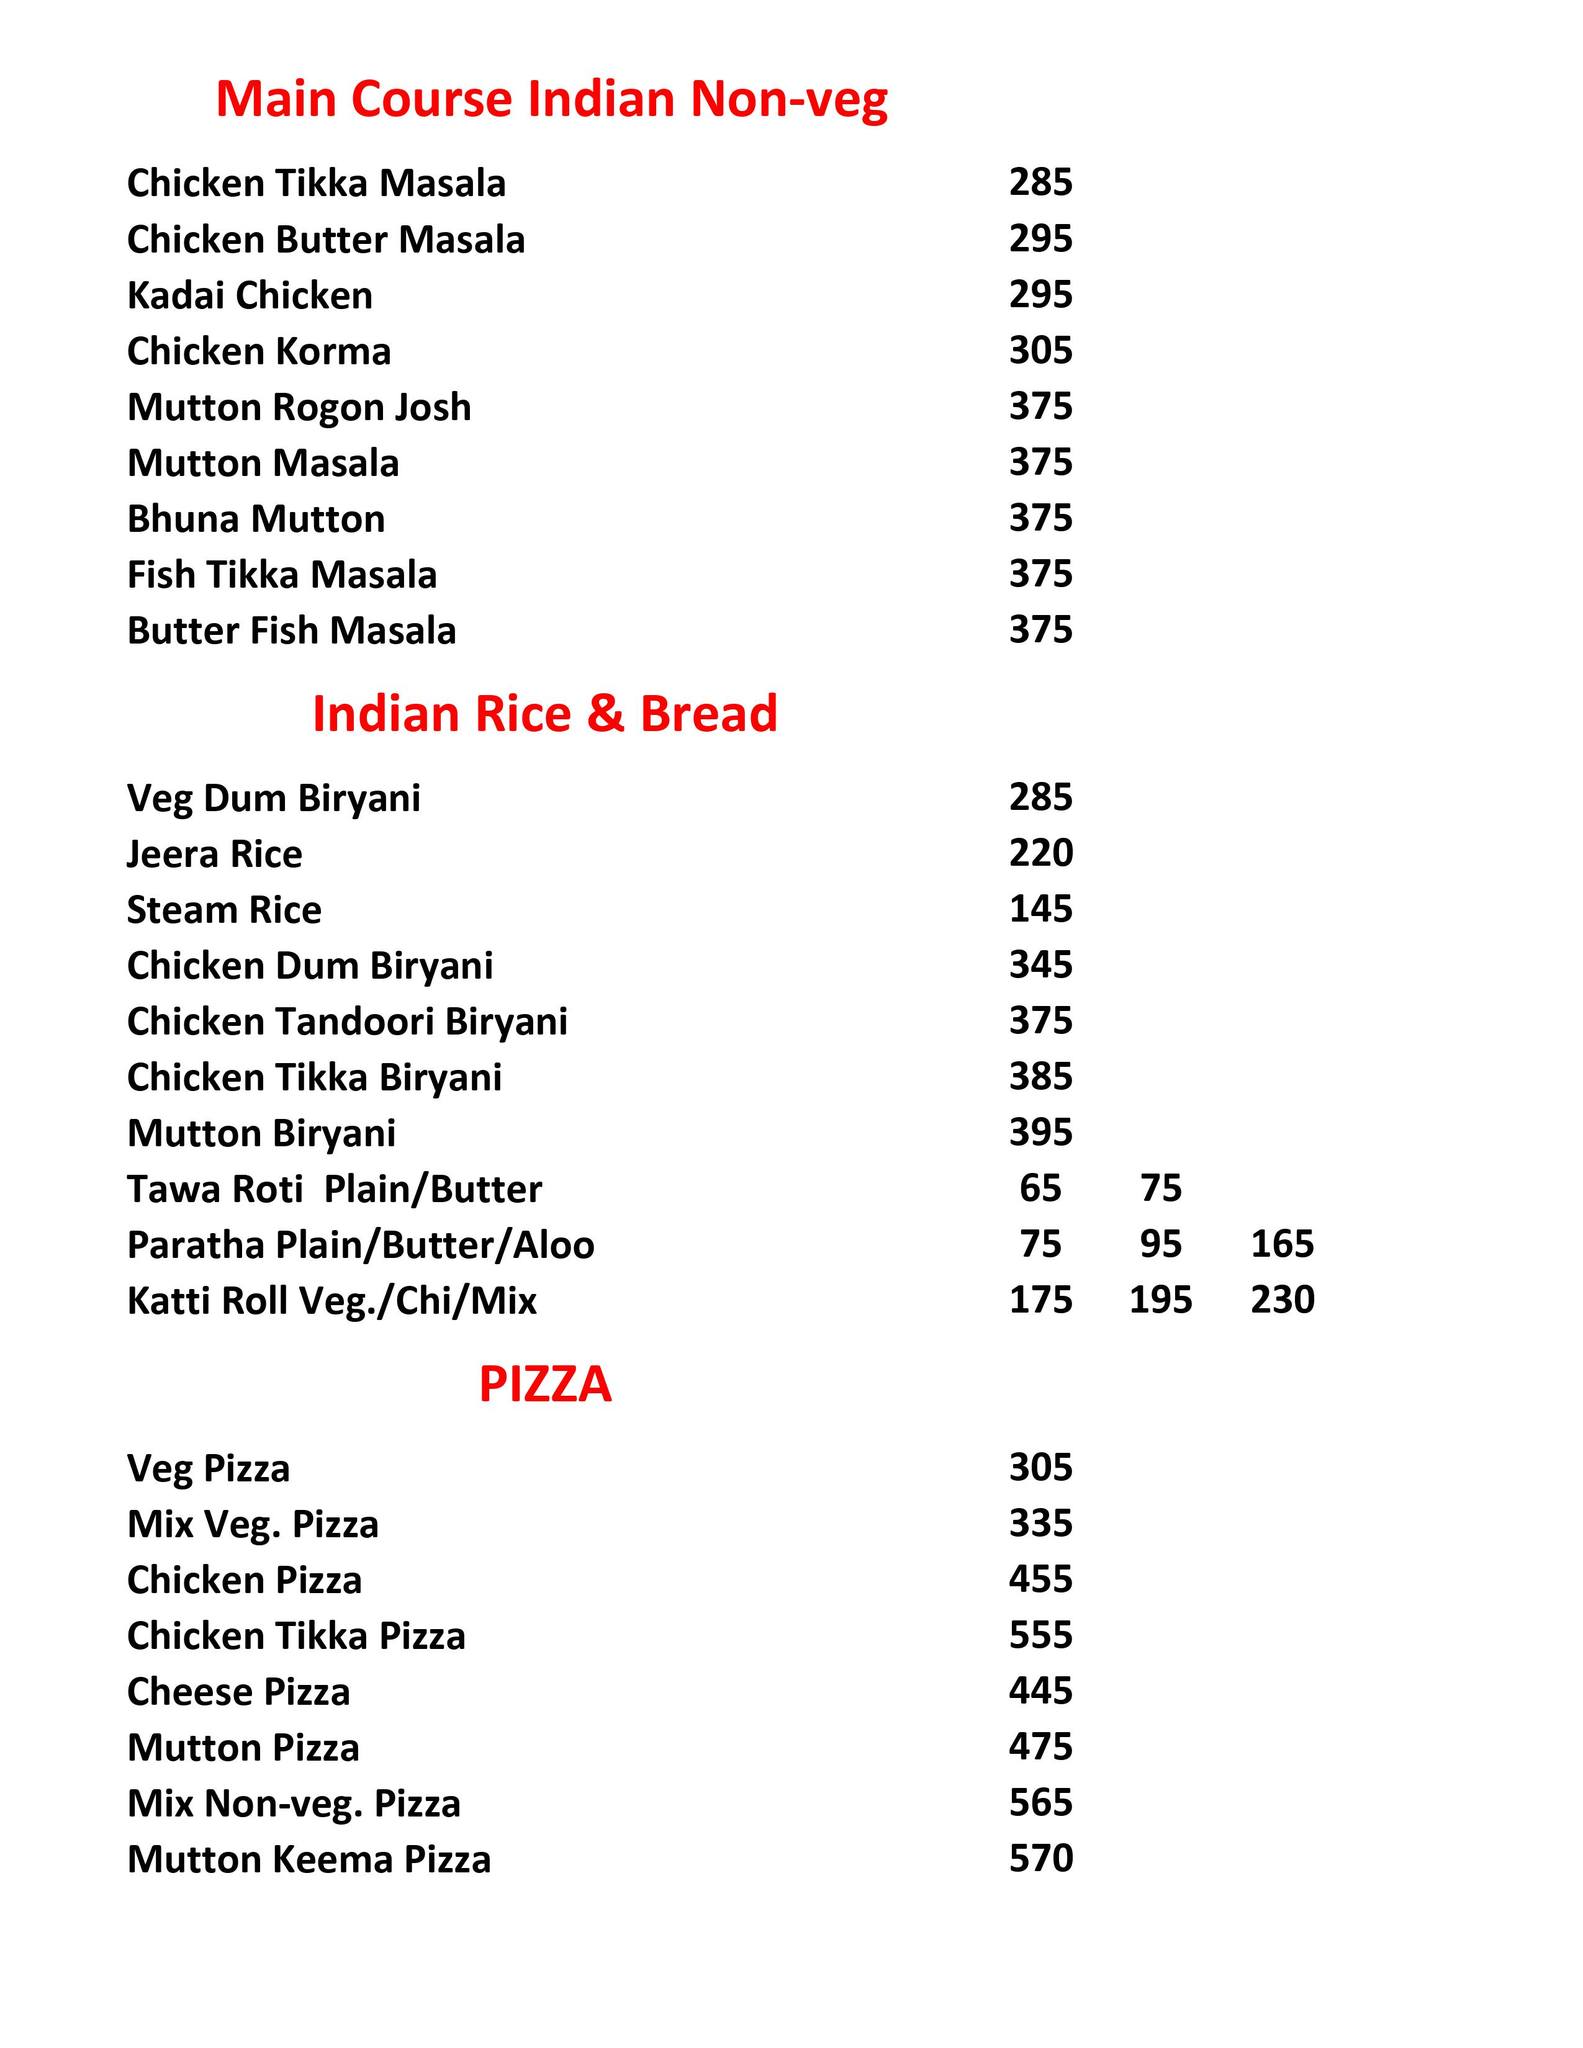 Main Course Indian Non-veg
Chicken Tikka Masala 285
Chicken Butter Masala 295
Kadai Chicken 295
Chicken Korma 305
Mutton Rogon Josh 375
Mutton Masala 375
Bhuna Mutton 375
Fish Tikka Masala 375
Butter Fish Masala 375
Indian Rice & Bread
Veg Dum Biryani 285
Jeera Rice 220
Steam Rice 145
Chicken Dum Biryani 345
Chicken Tandoori Biryani 375
Chicken Tikka Biryani 385
Mutton Biryani 395
Tawa Roti  Plain/Butter 65 75
Paratha Plain/Butter/Aloo 75 95 165
Katti Roll Veg./Chi/Mix 175 195 230
PIZZA
Veg Pizza 305
Mix Veg. Pizza 335
Chicken Pizza 455
Chicken Tikka Pizza 555
Cheese Pizza 445
Mutton Pizza 475
Mix Non-veg. Pizza 565
Mutton Keema Pizza 570